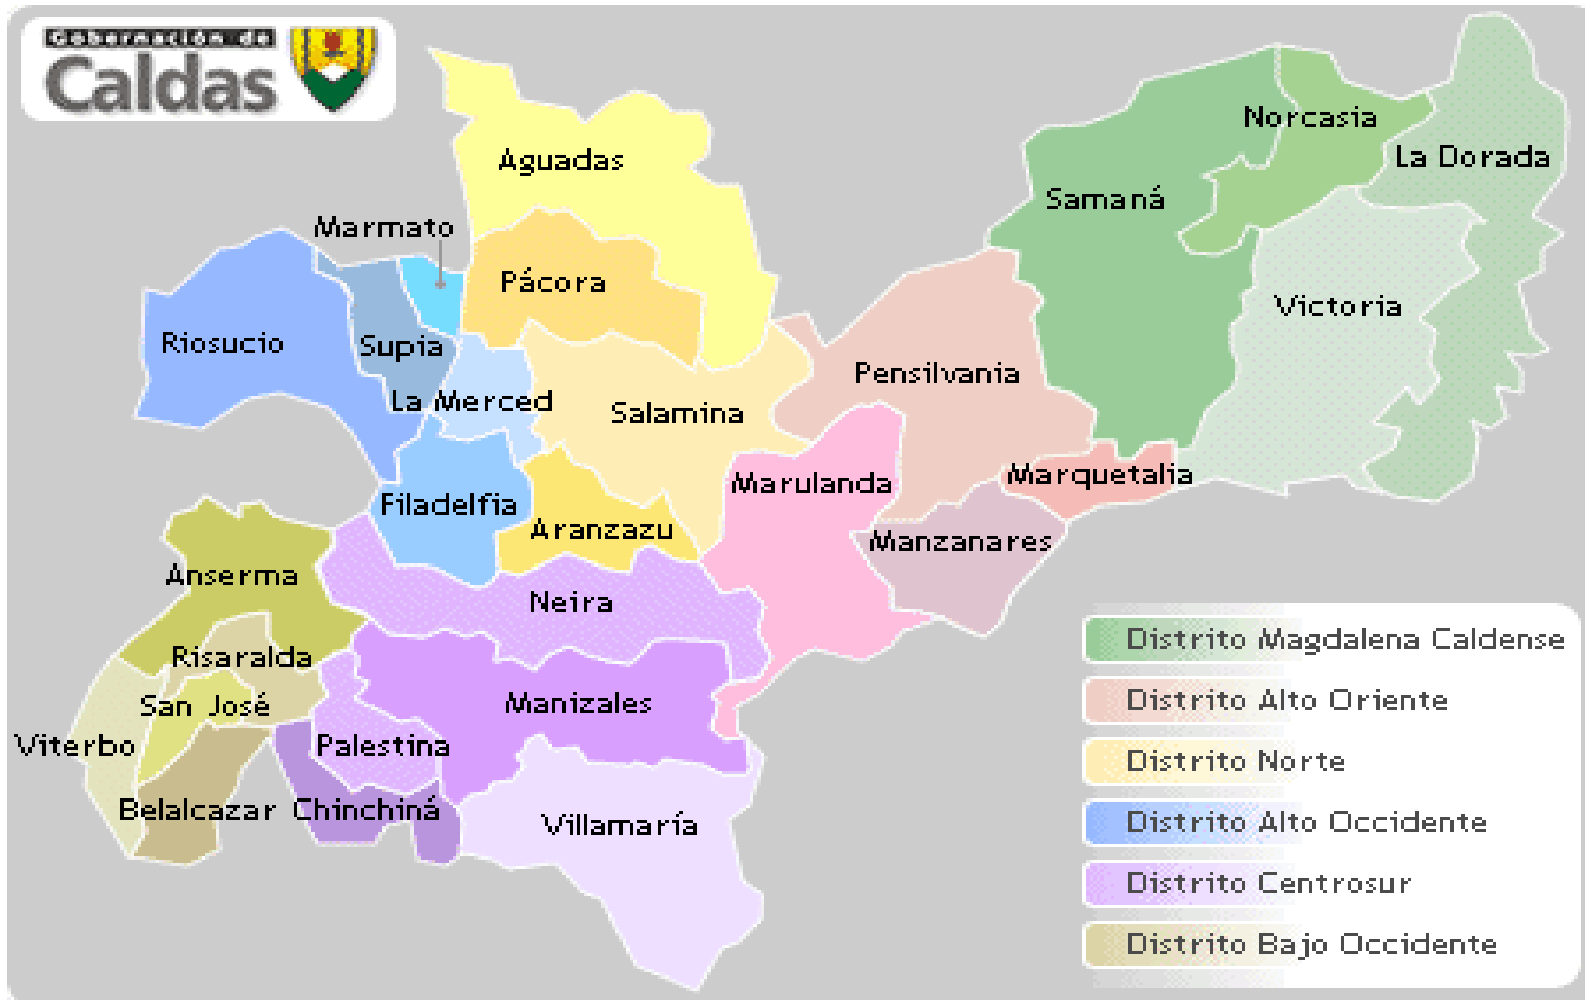 Gobernación de
Caldas
Norcasia
La Dorada
Aguadas
Samaná
Marmato
Pácora
Victoria
Riosucio
Supia
Pensilvania
La Merced
Salamina
Marquetalia
Marulanda
Filadelfia
Aranzazu
Manzanares
Anserma
Neira
Risaralda
San José
Manizales
Viterbo
Palestina
Belalcazar
Chinchiná
Villamaría
Distrito Magdalena Caldense
Distrito Alto Oriente
Distrito Norte
Distrito Alto Occidente
Distrito Centrosur
Distrito Bajo Occidente